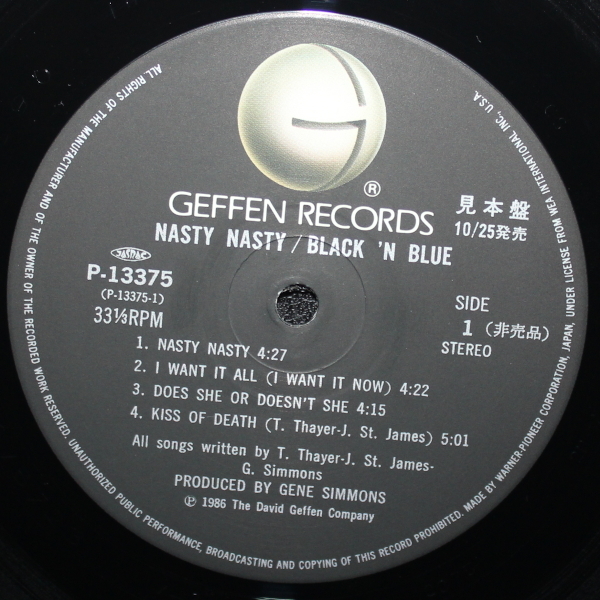 ®
GEFFEN RECORDS
見本盤
10/25発売
NASTY NASTY/BLACK 'N BLUE
JASRAC
P-13375
(P-13375-1)
33⅓RPM
SIDE
1 (非売品)
STEREO
1. NASTY NASTY 4:27
2. I WANT IT ALL (I WANT IT NOW) 4:22
3. DOES SHE OR DOESN'T SHE 4:15
4. KISS OF DEATH (T. Thayer-J. St. James) 5:01
All songs written by T. Thayer-J. St. James-
G. Simmons
PRODUCED BY GENE SIMMONS
Ⓟ 1986 The David Geffen Company
ALL RIGHTS OF THE MANUFACTURER AND OF THE OWNER OF THE RECORDED WORK RESERVED. UNAUTHORIZED PUBLIC PERFORMANCE, BROADCASTING AND COPYING OF THIS RECORD PROHIBITED. MADE BY WARNER-PIONEER CORPORATION, JAPAN, UNDER LICENSE FROM WEA INTERNATIONAL INC., U.S.A.